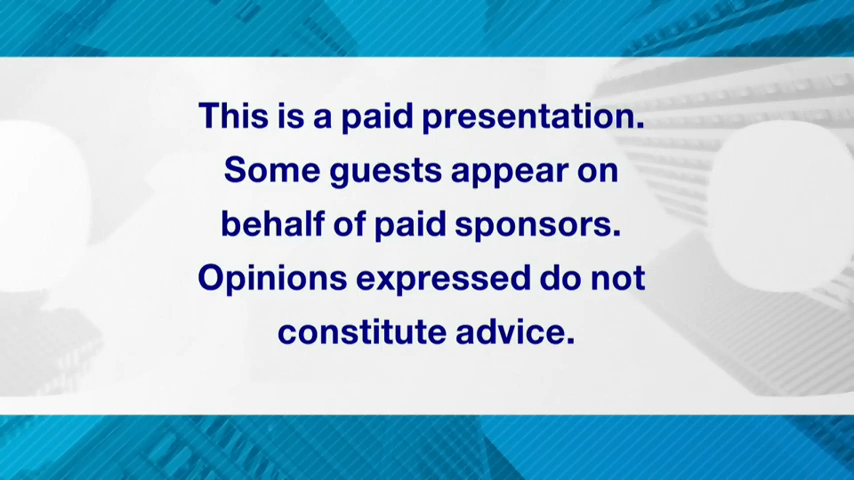 This is a paid presentation.
Some guests appear on
behalf of paid sponsors.
Opinions expressed do not
constitute advice.